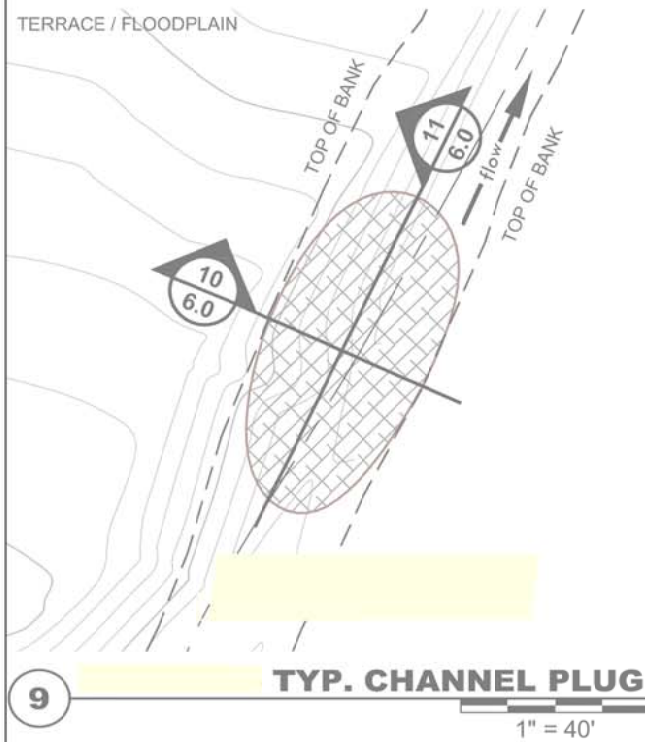 TERRACE / FLOODPLAIN
TOP OF BANK
11
6.0
flow
TOP OF BANK
10
6.0
9
TYP. CHANNEL PLUG
1" = 40'